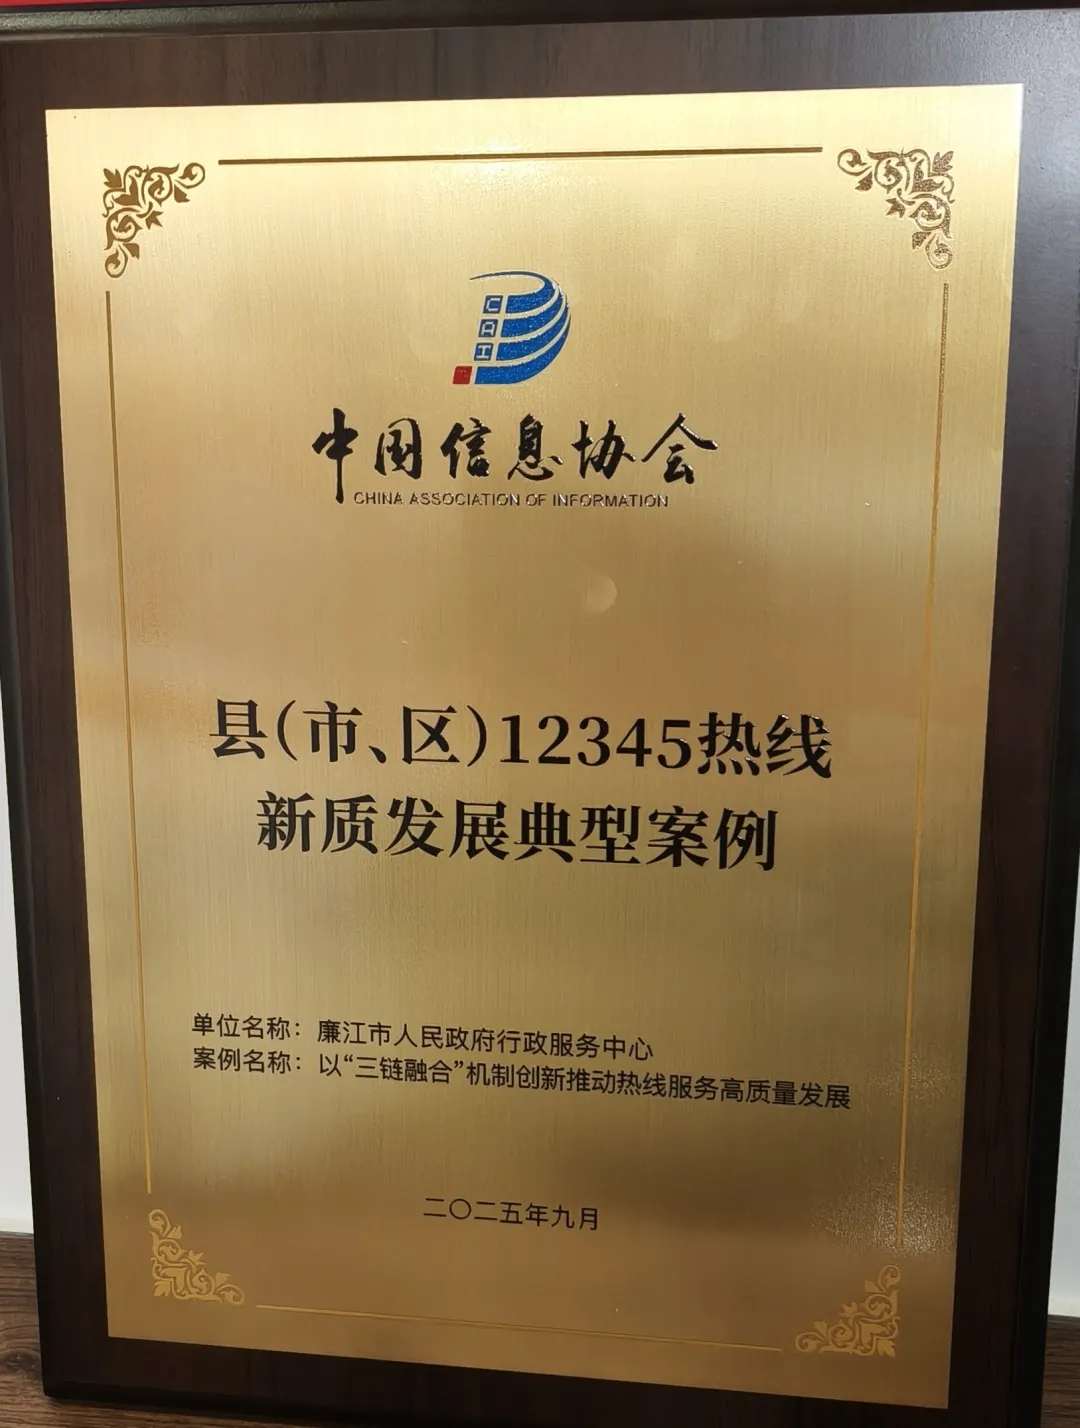 CAI
中国信息协会
CHINA ASSOCIATION OF INFORMATION
县(市、区)12345热线
新质发展典型案例
单位名称：廉江市人民政府行政服务中心
案例名称：以“三链融合”机制创新推动热线服务高质量发展
二〇二五年九月